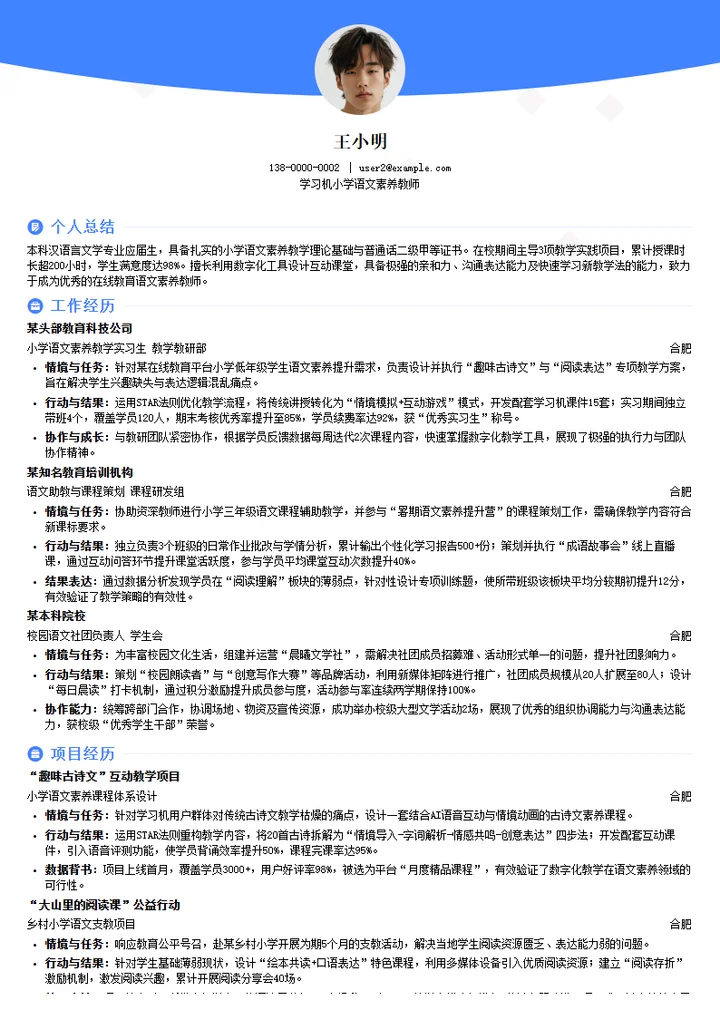 王小明
138-0000-0002 | user2@example.com
学习机小学语文素养教师
个人总结
本科汉语言文学专业应届生，具备扎实的小学语文素养教学理论基础与普通话二级甲等证书。在校期间主导3项教学实践项目，累计授课时
长超200小时，学生满意度达98%。擅长利用数字化工具设计互动课堂，具备极强的亲和力、沟通表达能力及快速学习新教学法的能力，致力
于成为优秀的在线教育语文素养教师。
工作经历
某头部教育科技公司
小学语文素养教学实习生 教学教研部 合肥
• 情境与任务：针对某在线教育平台小学低年级学生语文素养提升需求，负责设计并执行“趣味古诗文”与“阅读表达”专项教学方案，
旨在解决学生兴趣缺失与表达逻辑混乱痛点。
• 行动与结果：运用STAR法则优化教学流程，将传统讲授转化为“情境模拟+互动游戏”模式，开发配套学习机课件15套；实习期间独立
带班4个，覆盖学员120人，期末考核优秀率提升至85%，学员续费率达92%，获“优秀实习生”称号。
• 协作与成长：与教研团队紧密协作，根据学员反馈数据每周迭代2次课程内容，快速掌握数字化教学工具，展现了极强的执行力与团队
协作精神。
某知名教育培训机构
语文助教与课程策划 课程研发组 合肥
• 情境与任务：协助资深教师进行小学三年级语文课程辅助教学，并参与“暑期语文素养提升营”的课程策划工作，需确保教学内容符合
新课标要求。
• 行动与结果：独立负责3个班级的日常作业批改与学情分析，累计输出个性化学习报告500+份；策划并执行“成语故事会”线上直播
课，通过互动问答环节提升课堂活跃度，参与学员平均课堂互动次数提升40%。
• 结果表达：通过数据分析发现学员在“阅读理解”板块的薄弱点，针对性设计专项训练题，使所带班级该板块平均分较期初提升12分，
有效验证了教学策略的有效性。
某本科院校
校园语文社团负责人 学生会 合肥
• 情境与任务：为丰富校园文化生活，组建并运营“晨曦文学社”，需解决社团成员招募难、活动形式单一的问题，提升社团影响力。
• 行动与结果：策划“校园朗读者”与“创意写作大赛”等品牌活动，利用新媒体矩阵进行推广，社团成员规模从20人扩展至80人；设计
“每日晨读”打卡机制，通过积分激励提升成员参与度，活动参与率连续两学期保持100%。
• 协作能力：统筹跨部门合作，协调场地、物资及宣传资源，成功举办校级大型文学活动2场，展现了优秀的组织协调能力与沟通表达能
力，获校级“优秀学生干部”荣誉。
项目经历
“趣味古诗文”互动教学项目
小学语文素养课程体系设计 合肥
• 情境与任务：针对学习机用户群体对传统古诗文教学枯燥的痛点，设计一套结合AI语音互动与情境动画的古诗文素养课程。
• 行动与结果：运用STAR法则重构教学内容，将20首古诗拆解为“情境导入-字词解析-情感共鸣-创意表达”四步法；开发配套互动课
件，引入语音评测功能，使学员背诵效率提升50%，课程完课率达95%。
• 数据背书：项目上线首月，覆盖学员3000+，用户好评率98%，被选为平台“月度精品课程”，有效验证了数字化教学在语文素养领域的
可行性。
“大山里的阅读课”公益行动
乡村小学语文支教项目 合肥
• 情境与任务：响应教育公平号召，赴某乡村小学开展为期5个月的支教活动，解决当地学生阅读资源匮乏、表达能力弱的问题。
• 行动与结果：针对学生基础薄弱现状，设计“绘本共读+口语表达”特色课程，利用多媒体设备引入优质阅读资源；建立“阅读存折”
激励机制，激发阅读兴趣，累计开展阅读分享会40场。